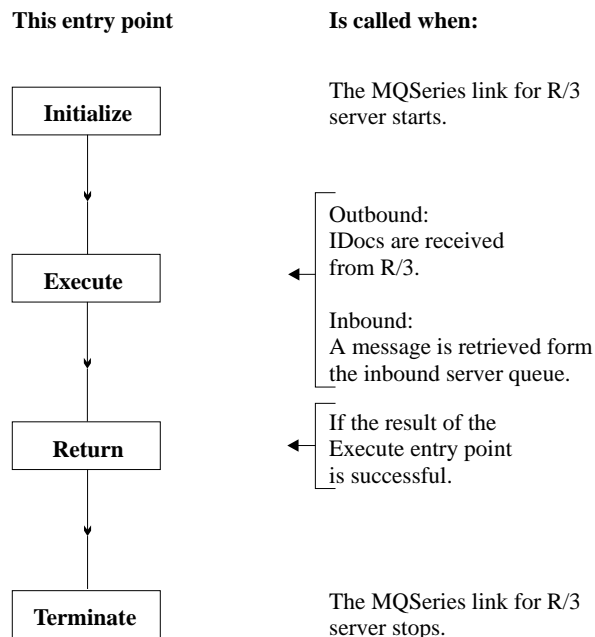 This entry point
Is called when:
Initialize
The MQSeries link for R/3
server starts.
Execute
Outbound:
IDocs are received
from R/3.
Inbound:
A message is retrieved form
the inbound server queue.
Return
If the result of the
Execute entry point
is successful.
Terminate
The MQSeries link for R/3
server stops.